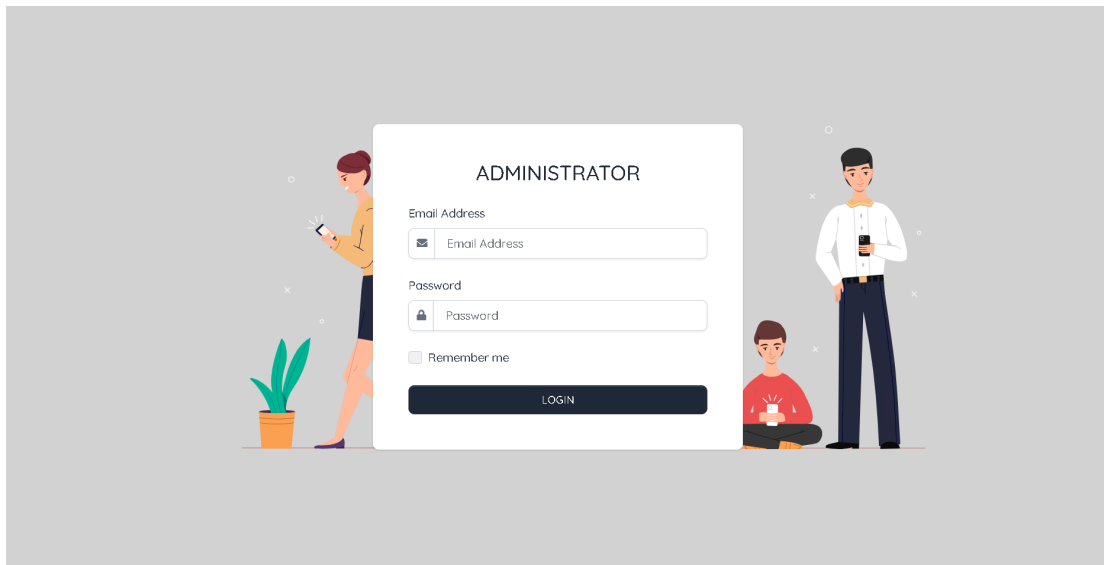 ADMINISTRATOR
Email Address
Email Address
Password
Password
Remember me
LOGIN